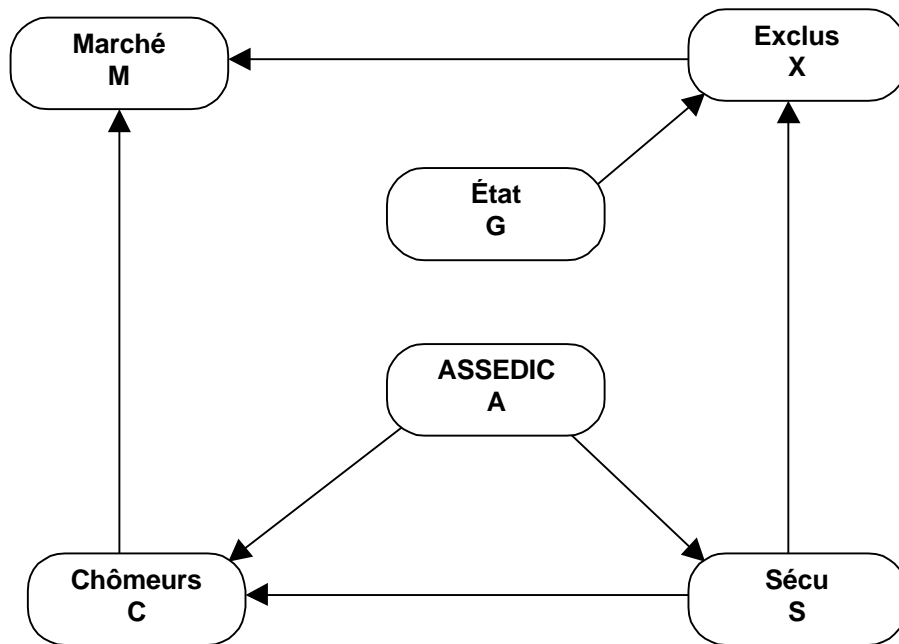 Marché
M
Exclus
X
État
G
ASSEDIC
A
Chômeurs
C
Sécu
S